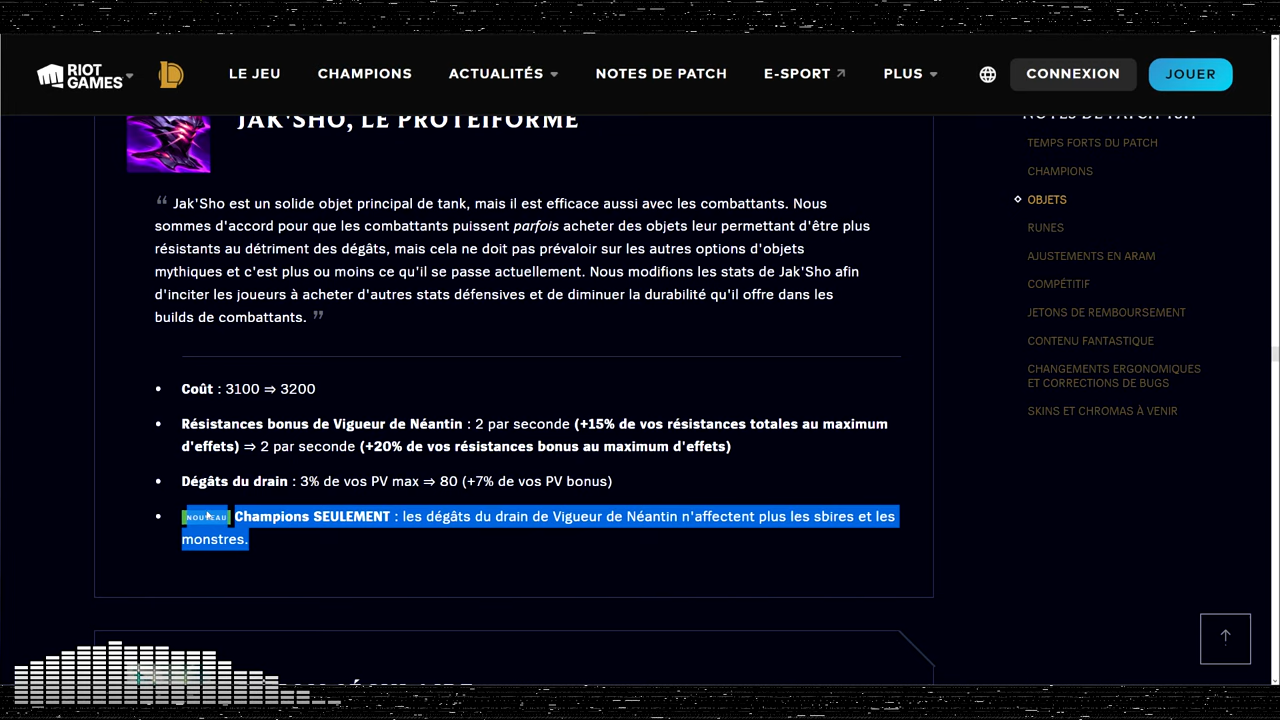 RIOT GAMES
LE JEU
CHAMPIONS
ACTUALITÉS
NOTES DE PATCH
E-SPORT
PLUS
CONNEXION
JOUER
JAK'SHO, LE PROTÉIFORME
“ Jak'Sho est un solide objet principal de tank, mais il est efficace aussi avec les combattants. Nous
sommes d'accord pour que les combattants puissent parfois acheter des objets leur permettant d'être plus
résistants au détriment des dégâts, mais cela ne doit pas prévaloir sur les autres options d'objets
mythiques et c'est plus ou moins ce qu'il se passe actuellement. Nous modifions les stats de Jak'Sho afin
d'inciter les joueurs à acheter d'autres stats défensives et de diminuer la durabilité qu'il offre dans les
builds de combattants. ”
• Coût : 3100 ⇒ 3200
• Résistances bonus de Vigueur de Néantin : 2 par seconde (+15% de vos résistances totales au maximum
d'effets) ⇒ 2 par seconde (+20% de vos résistances bonus au maximum d'effets)
• Dégâts du drain : 3% de vos PV max ⇒ 80 (+7% de vos PV bonus)
• NOUVEAU Champions SEULEMENT : les dégâts du drain de Vigueur de Néantin n'affectent plus les sbires et les
monstres.
NOTES DE PATCH
TEMPS FORTS DU PATCH
CHAMPIONS
OBJETS
RUNES
AJUSTEMENTS EN ARAM
COMPÉTITIF
JETONS DE REMBOURSEMENT
CONTENU FANTASTIQUE
CHANGEMENTS ERGONOMIQUES
ET CORRECTIONS DE BUGS
SKINS ET CHROMAS À VENIR